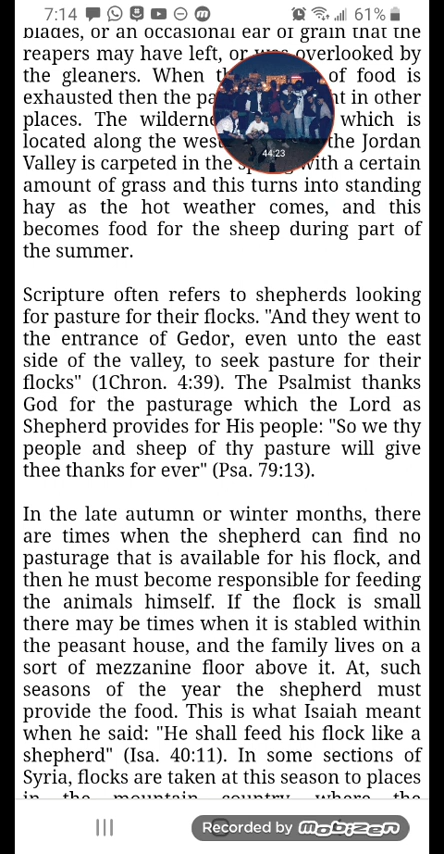 7:14
61%
blades, or an occasional ear of grain that the
reapers may have left, or was overlooked by
the gleaners. When of food is
exhausted then the in other
places. The which is
located along the the Jordan
44:23
Valley is carpeted in the with a certain
amount of grass and this turns into standing
hay as the hot weather comes, and this
becomes food for the sheep during part of
the summer.
Scripture often refers to shepherds looking
for pasture for their flocks. "And they went to
the entrance of Gedor, even unto the east
side of the valley, to seek pasture for their
flocks" (1Chron. 4:39). The Psalmist thanks
God for the pasturage which the Lord as
Shepherd provides for His people: "So we thy
people and sheep of thy pasture will give
thee thanks for ever" (Psa. 79:13).
In the late autumn or winter months, there
are times when the shepherd can find no
pasturage that is available for his flock, and
then he must become responsible for feeding
the animals himself. If the flock is small
there may be times when it is stabled within
the peasant house, and the family lives on a
sort of mezzanine floor above it. At, such
seasons of the year the shepherd must
provide the food. This is what Isaiah meant
when he said: "He shall feed his flock like a
shepherd" (Isa. 40:11). In some sections of
Syria, flocks are taken at this season to places
in the mountain country, where the
Recorded by Mobizen